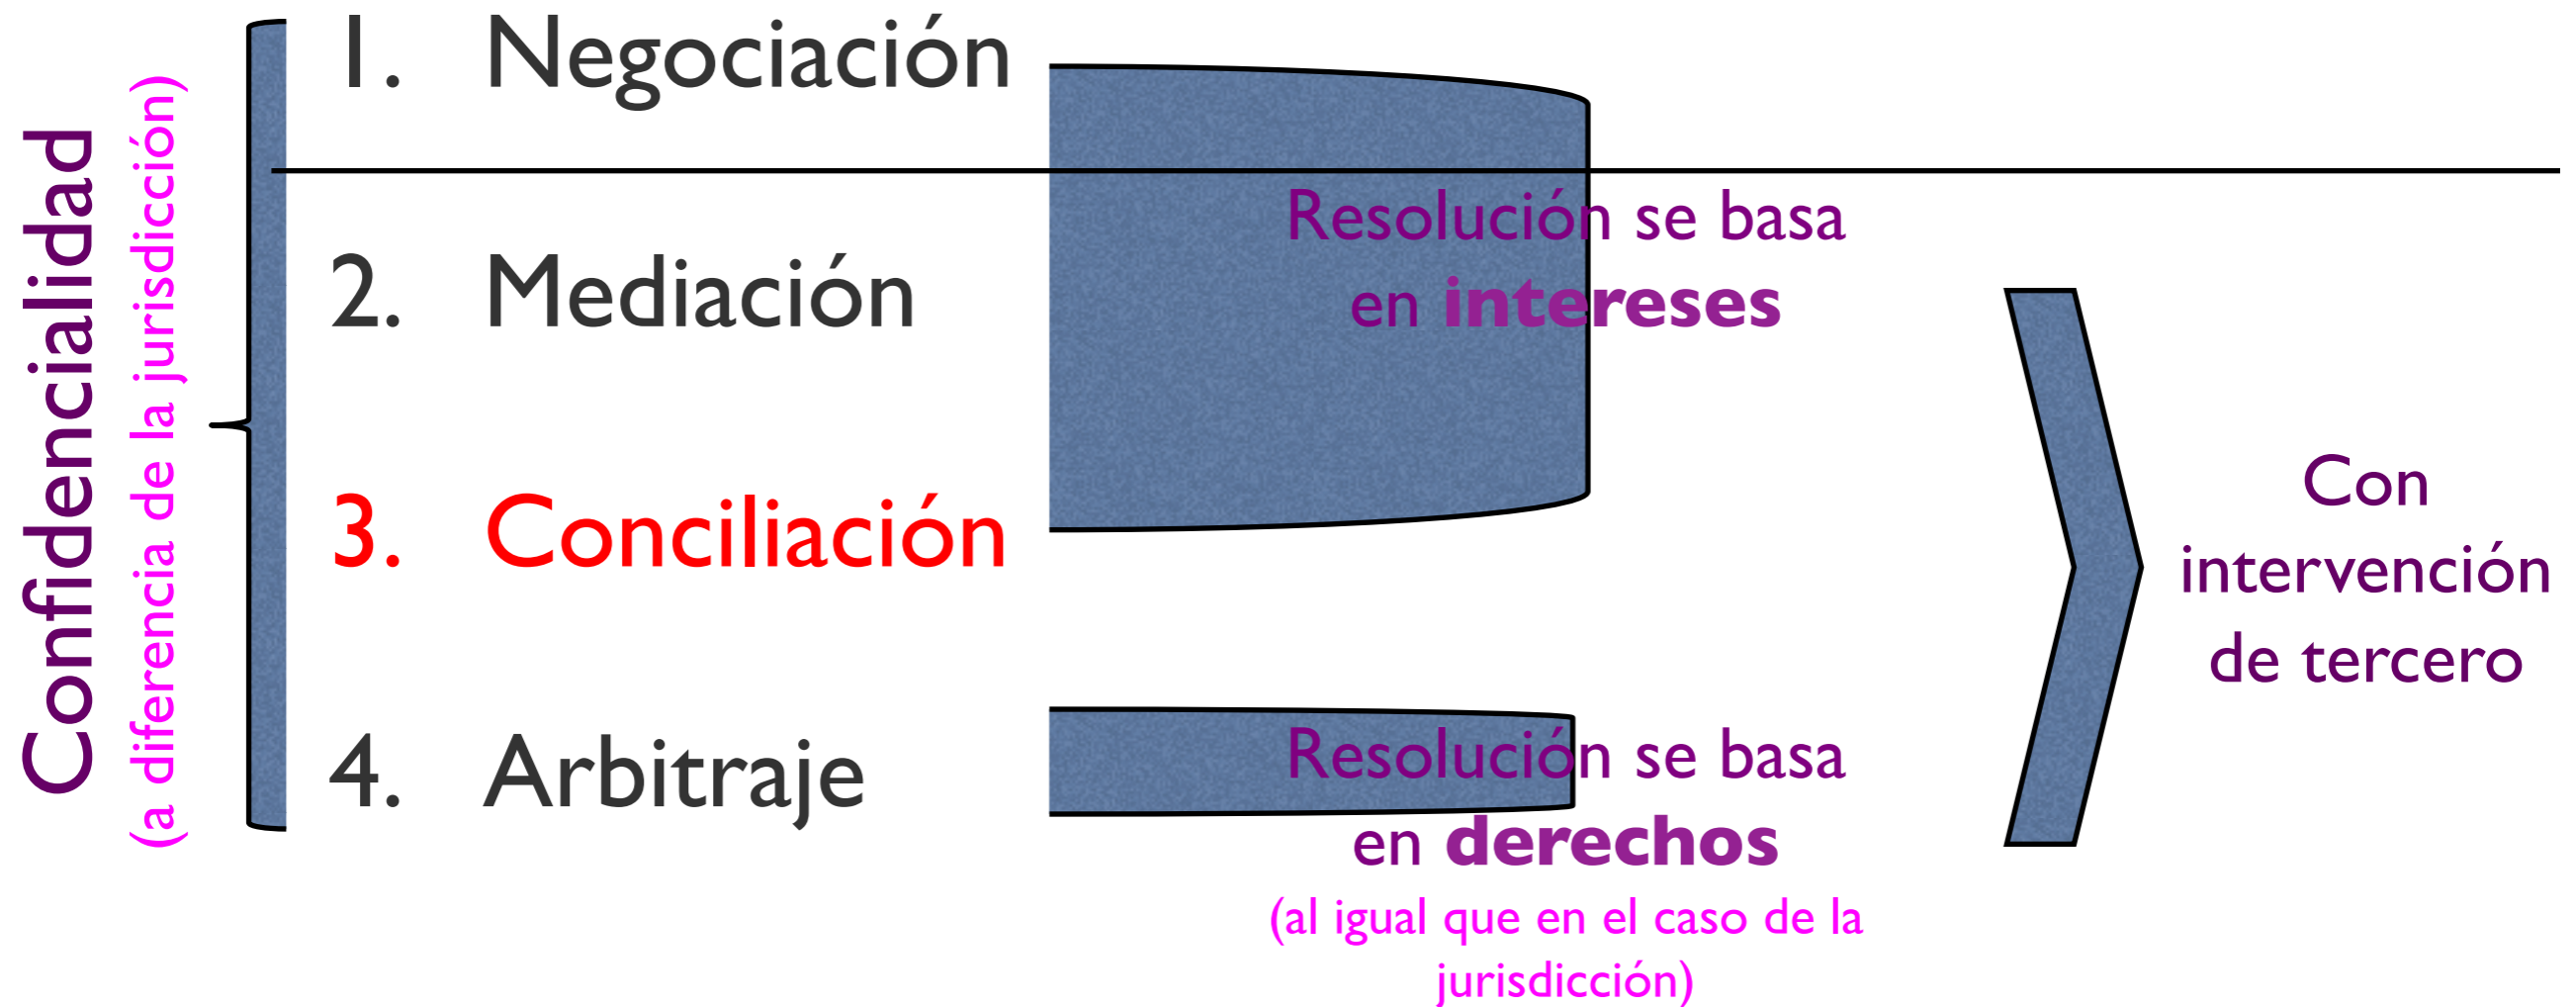 Confidencialidad
(a diferencia de la jurisdicción)
1. Negociación
2. Mediación
3. Conciliación
4. Arbitraje
Resolución se basa
en intereses
Resolución se basa
en derechos
(al igual que en el caso de la
jurisdicción)
Con
intervención
de tercero